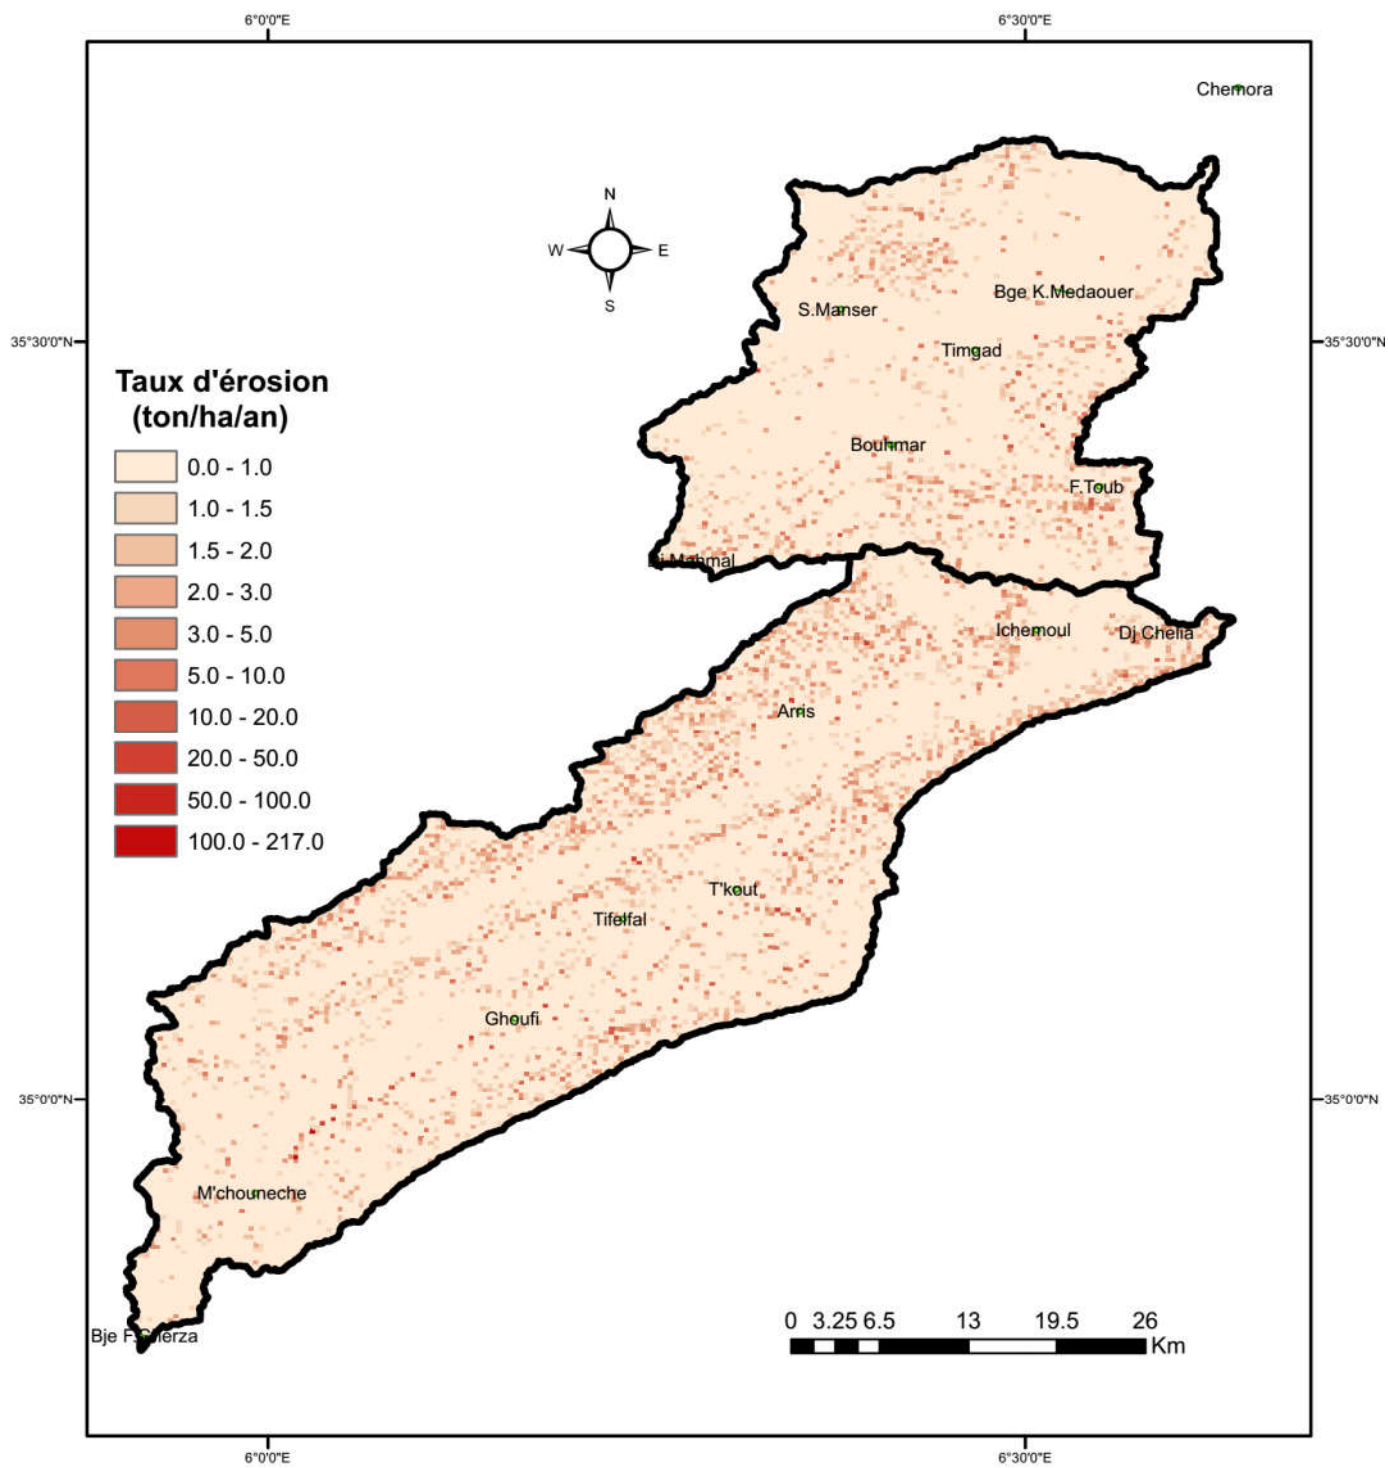 6°0'0"E 6°30'0"E
Chemora
N
W E
S
Bge K.Medaouer
S.Manser
35°30'0"N 35°30'0"N
Timgad
Taux d'érosion
(ton/ha/an)
Bouhmar
0.0 - 1.0
F.Toub
1.0 - 1.5
1.5 - 2.0
Dj Mahmal
2.0 - 3.0
3.0 - 5.0
Ichemoul Dj Chelia
5.0 - 10.0
10.0 - 20.0
Arris
20.0 - 50.0
50.0 - 100.0
100.0 - 217.0
T'kout
Tifelfal
Ghoufi
35°0'0"N 35°0'0"N
M'chouneche
0 3.25 6.5 13 19.5 26
Bje F.Gherza
Km
6°0'0"E 6°30'0"E